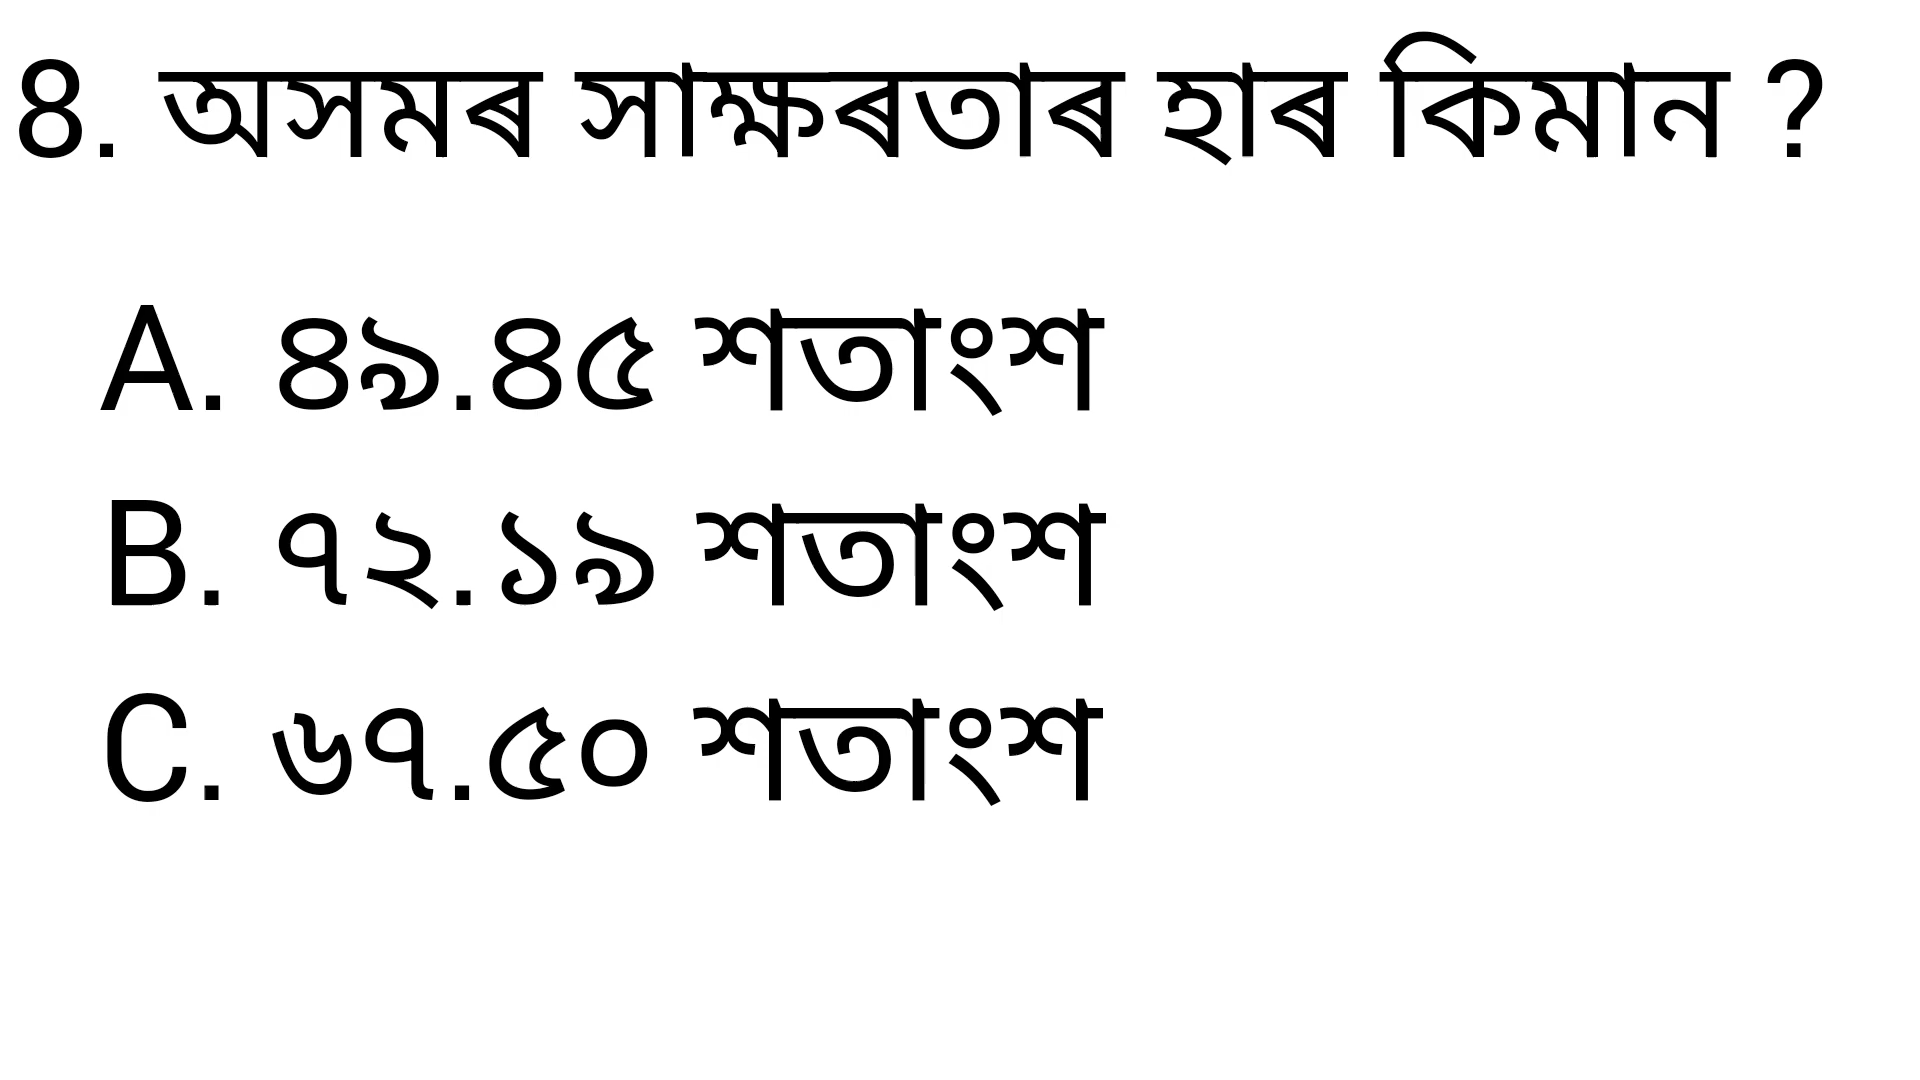 8. অসমৰ সাক্ষৰতাৰ হাৰ কিমান ?
A. ৪৯.৪৫ শতাংশ
B. ৭২.১৯ শতাংশ
C. ৬৭.৫০ শতাংশ